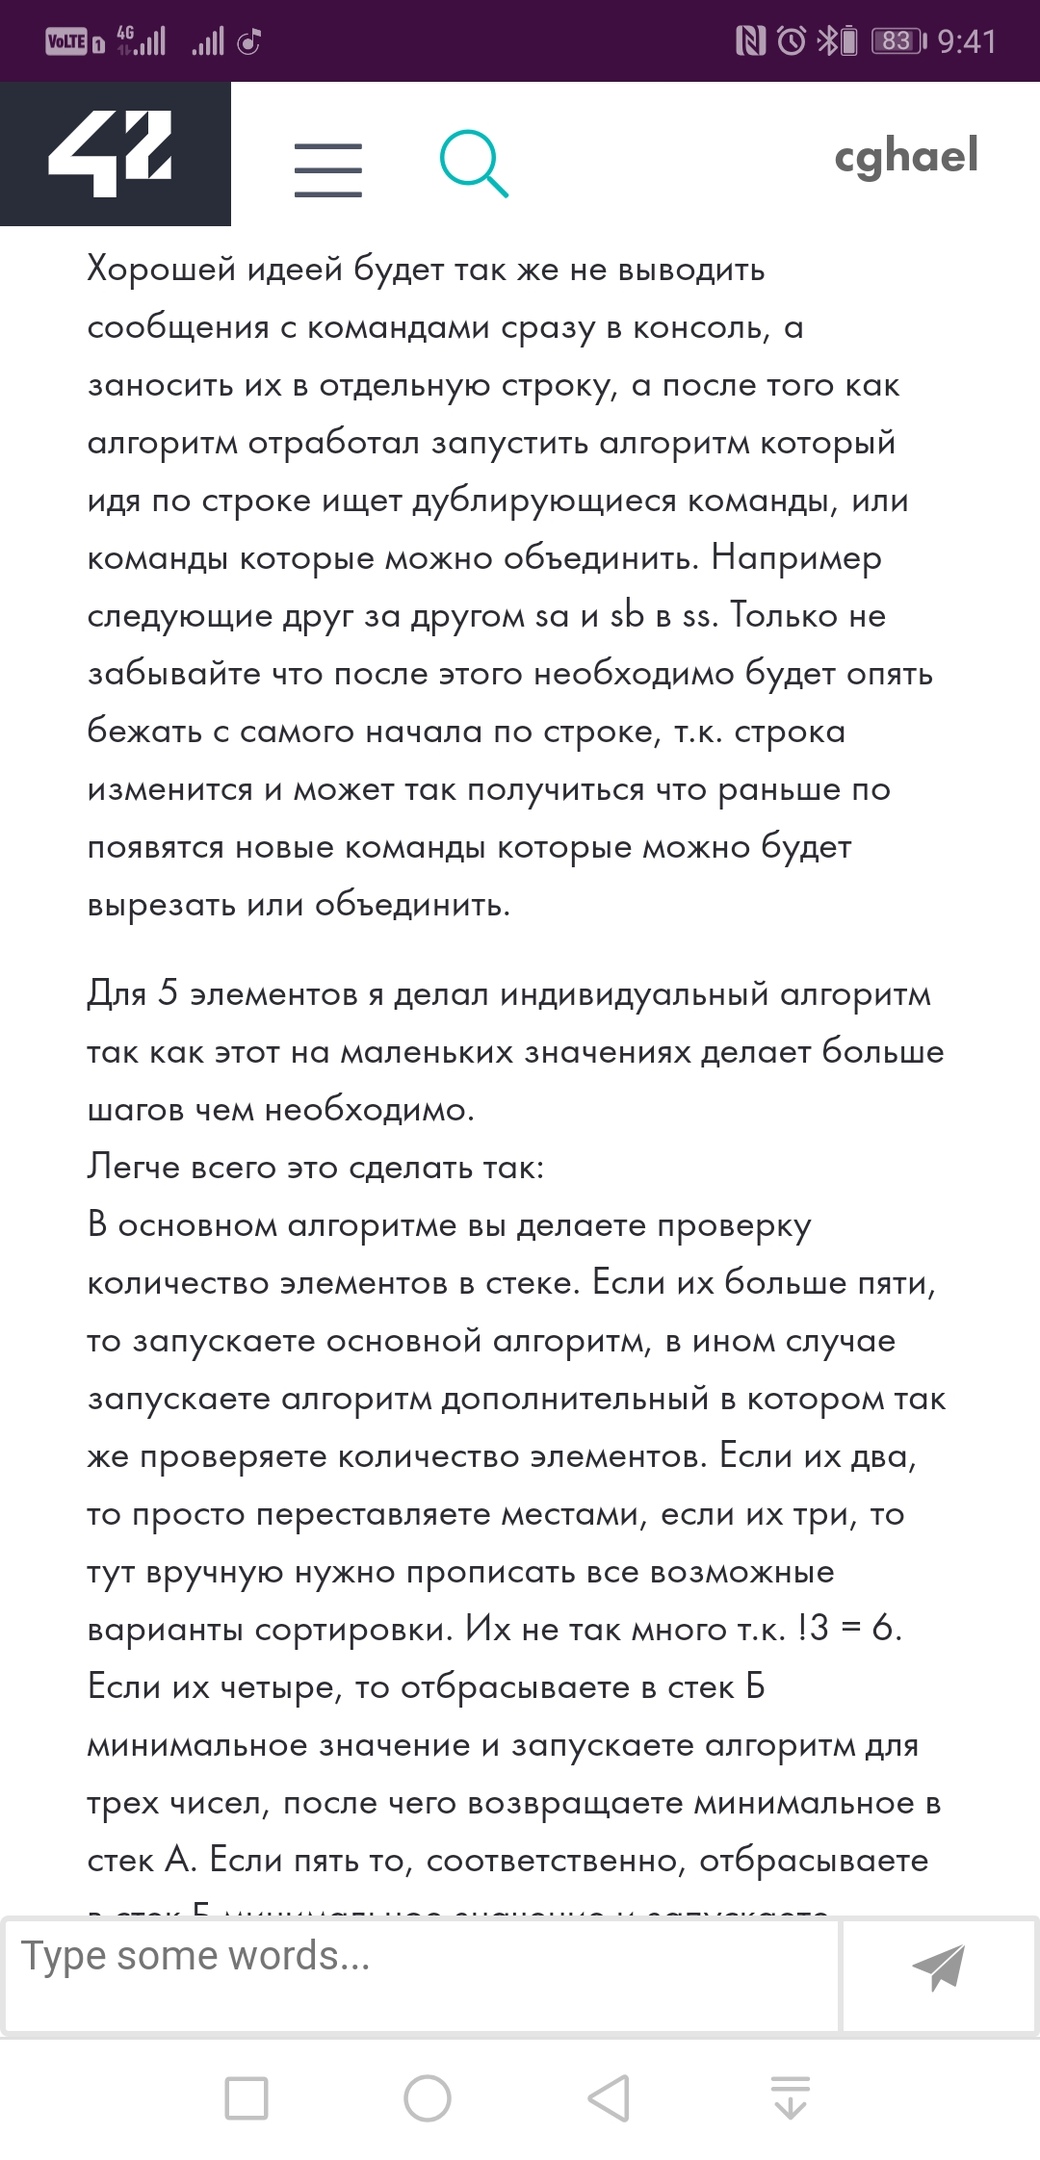 VoLTE 1 4G 83 9:41
42 cghael
Хорошей идеей будет так же не выводить
сообщения с командами сразу в консоль, а
заносить их в отдельную строку, а после того как
алгоритм отработал запустить алгоритм который
идя по строке ищет дублирующиеся команды, или
команды которые можно объединить. Например
следующие друг за другом sa и sb в ss. Только не
забывайте что после этого необходимо будет опять
бежать с самого начала по строке, т.к. строка
изменится и может так получиться что раньше по
появятся новые команды которые можно будет
вырезать или объединить.
Для 5 элементов я делал индивидуальный алгоритм
так как этот на маленьких значениях делает больше
шагов чем необходимо.
Легче всего это сделать так:
В основном алгоритме вы делаете проверку
количество элементов в стеке. Если их больше пяти,
то запускаете основной алгоритм, в ином случае
запускаете алгоритм дополнительный в котором так
же проверяете количество элементов. Если их два,
то просто переставляете местами, если их три, то
тут вручную нужно прописать все возможные
варианты сортировки. Их не так много т.к. !3 = 6.
Если их четыре, то отбрасываете в стек Б
минимальное значение и запускаете алгоритм для
трех чисел, после чего возвращаете минимальное в
стек А. Если пять то, соответственно, отбрасываете
в стек Б минимальное значение и запускаете
Type some words...